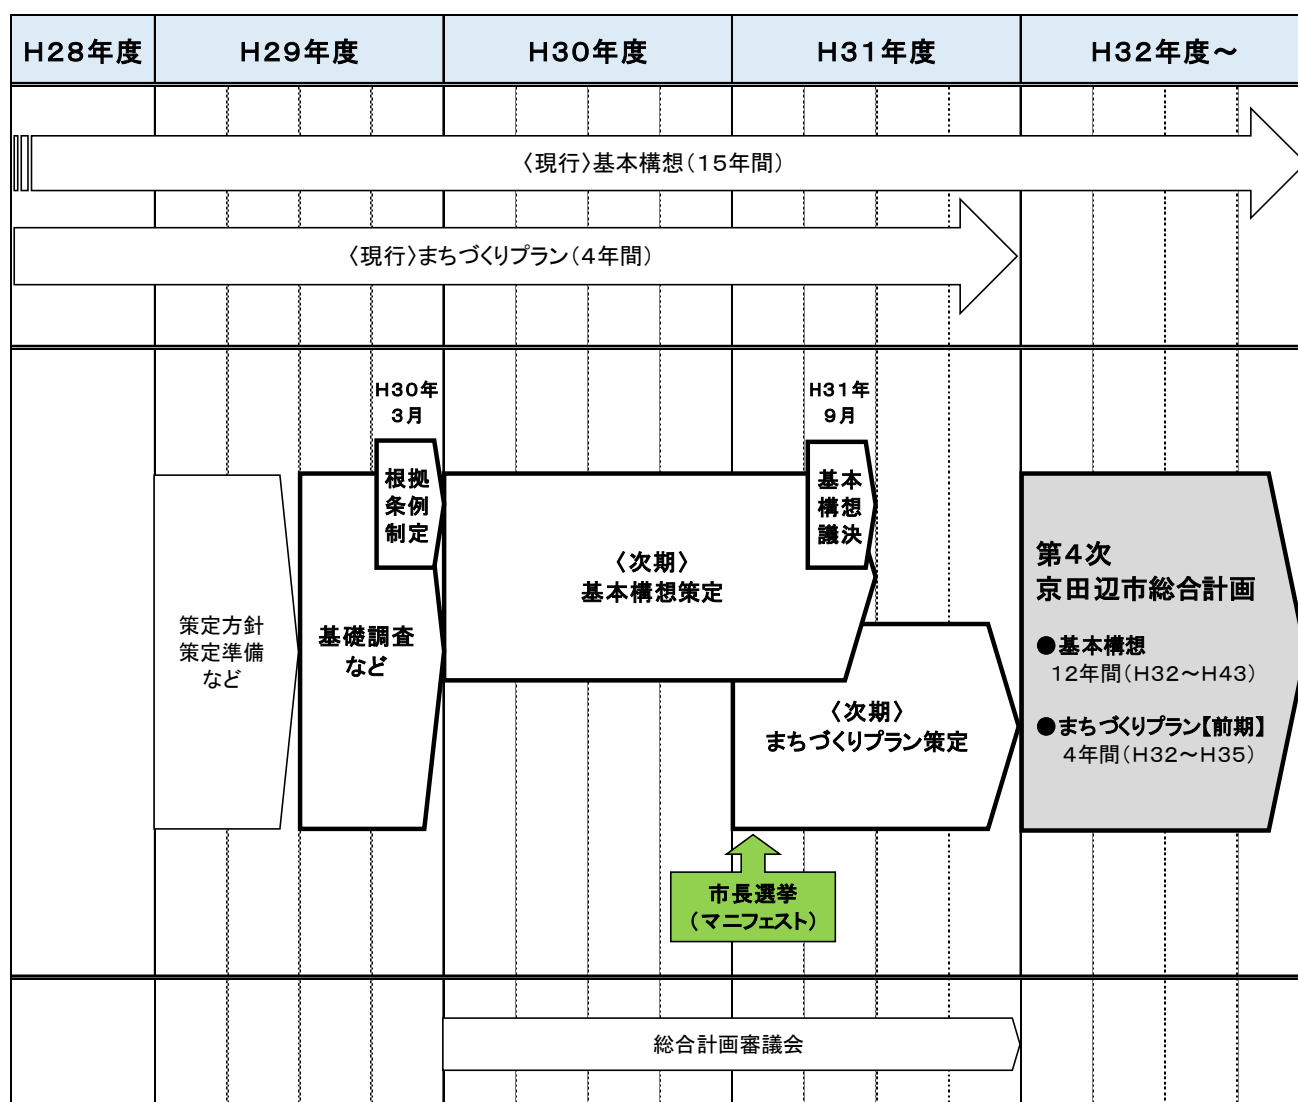 H28年度
H29年度
H30年度
H31年度
H32年度～
〈現行〉基本構想（15年間）
〈現行〉まちづくりプラン（4年間）
H30年
3月
H31年
9月
根拠
条例
制定
基本
構想
議決
策定方針
策定準備
など
基礎調査
など
〈次期〉
基本構想策定
〈次期〉
まちづくりプラン策定
第4次
京田辺市総合計画
●基本構想
12年間（H32～H43）
●まちづくりプラン【前期】
4年間（H32～H35）
市長選挙
（マニフェスト）
総合計画審議会